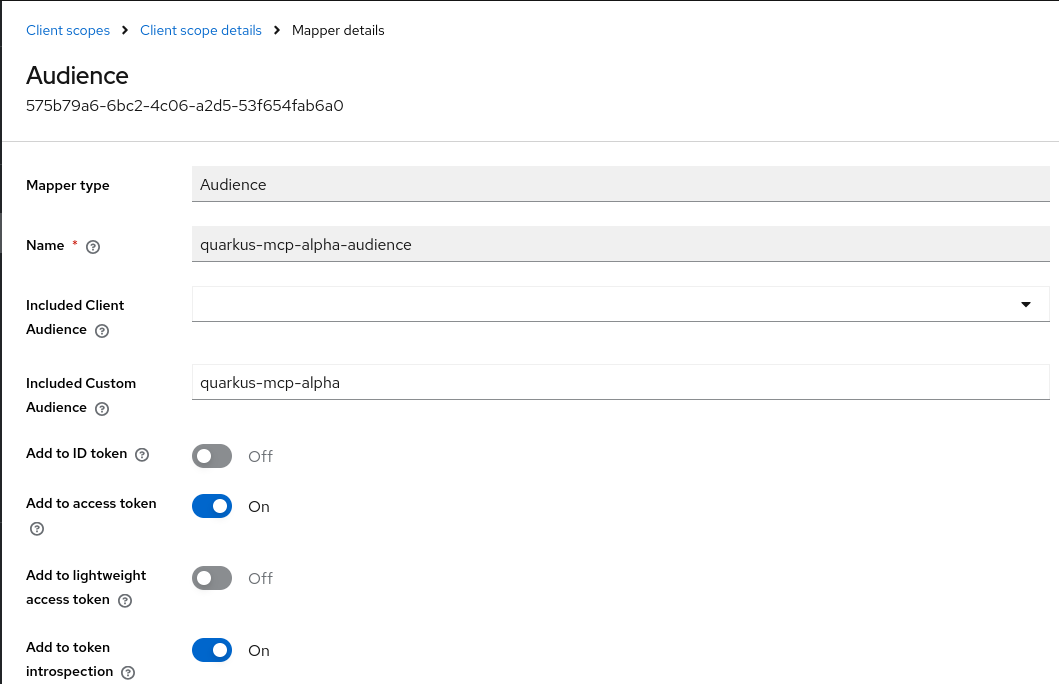 Client scopes > Client scope details > Mapper details
Audience
575b79a6-6bc2-4c06-a2d5-53f654fab6a0
Mapper type
Audience
Name *
quarkus-mcp-alpha-audience
Included Client
Audience
Included Custom
Audience
quarkus-mcp-alpha
Add to ID token
Off
Add to access token
On
Add to lightweight
access token
Off
Add to token
introspection
On